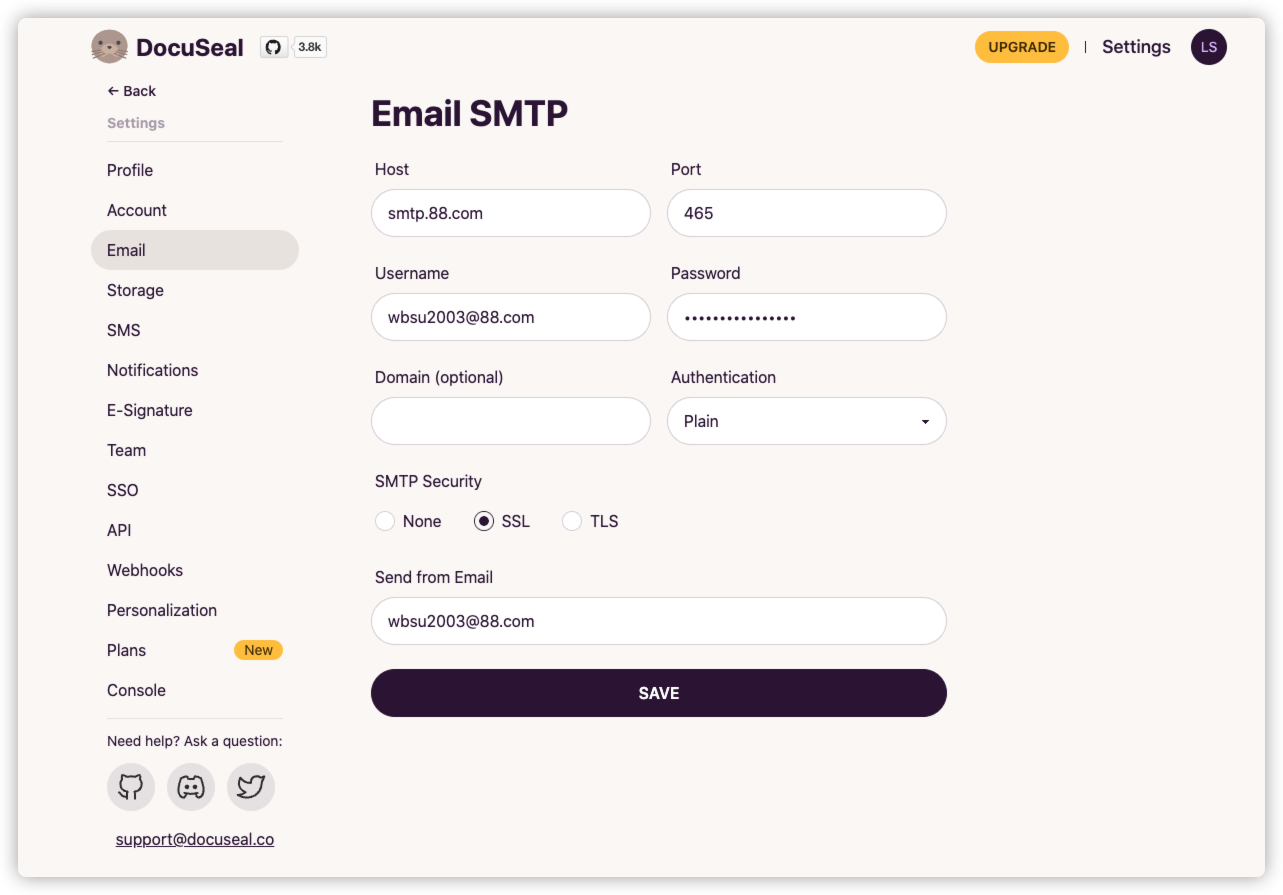 DocuSeal 3.8k UPGRADE | Settings LS
← Back
Settings
Profile
Account
Email
Storage
SMS
Notifications
E-Signature
Team
SSO
API
Webhooks
Personalization
Plans New
Console
Need help? Ask a question:
support@docuseal.co
Email SMTP
Host Port
smtp.88.com 465
Username Password
wbsu2003@88.com ••••••••••••••••
Domain (optional) Authentication
Plain
SMTP Security
None SSL TLS
Send from Email
wbsu2003@88.com
SAVE